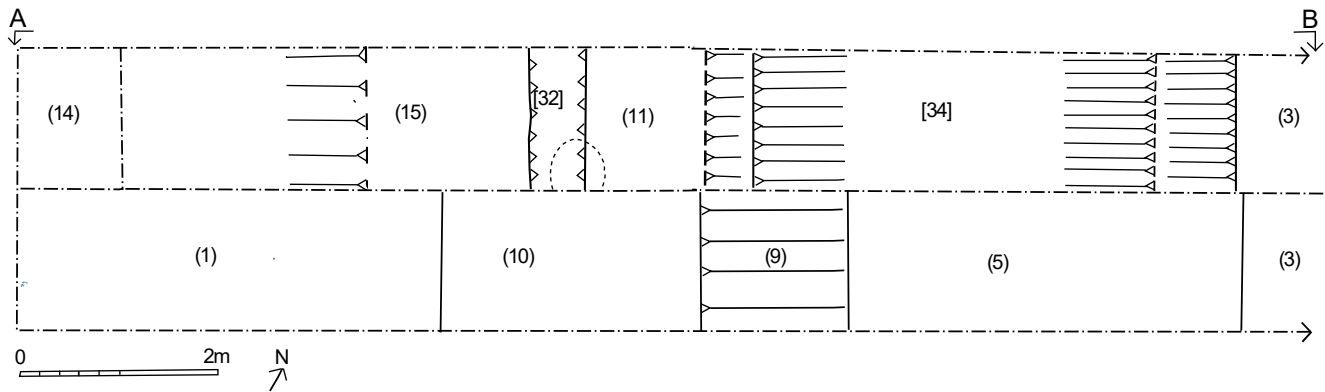 A B
(14) (15) [32] (11) [34] (3)
(1) (10) (9) (5) (3)
0 2m N